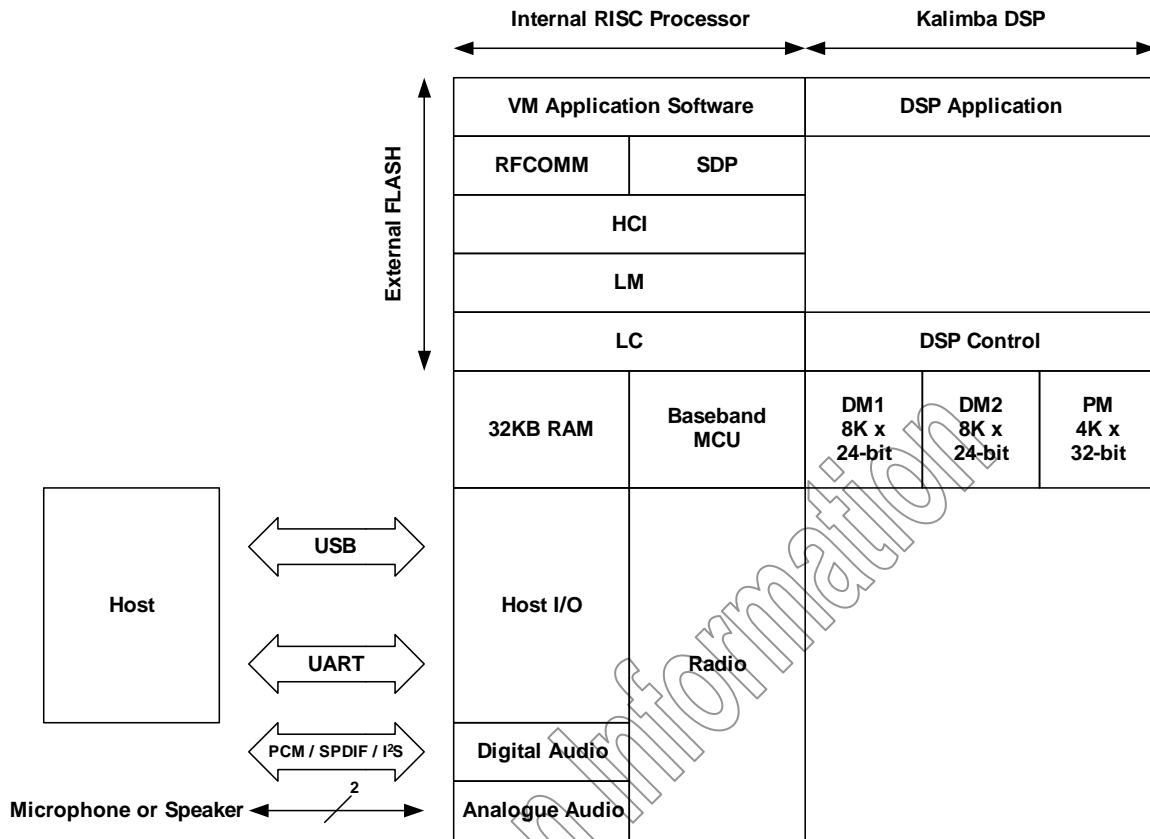 Internal RISC Processor
Kalimba DSP
External FLASH
VM Application Software
DSP Application
RFCOMM
SDP
HCI
LM
LC
DSP Control
32KB RAM
Baseband
MCU
DM1
8K x
24-bit
DM2
8K x
24-bit
PM
4K x
32-bit
Host
USB
UART
Host I/O
Radio
PCM / SPDIF / I²S
Digital Audio
Microphone or Speaker
2
Analogue Audio
Information